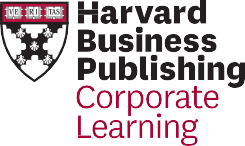 VE RI TAS
Harvard
Business
Publishing
Corporate
Learning